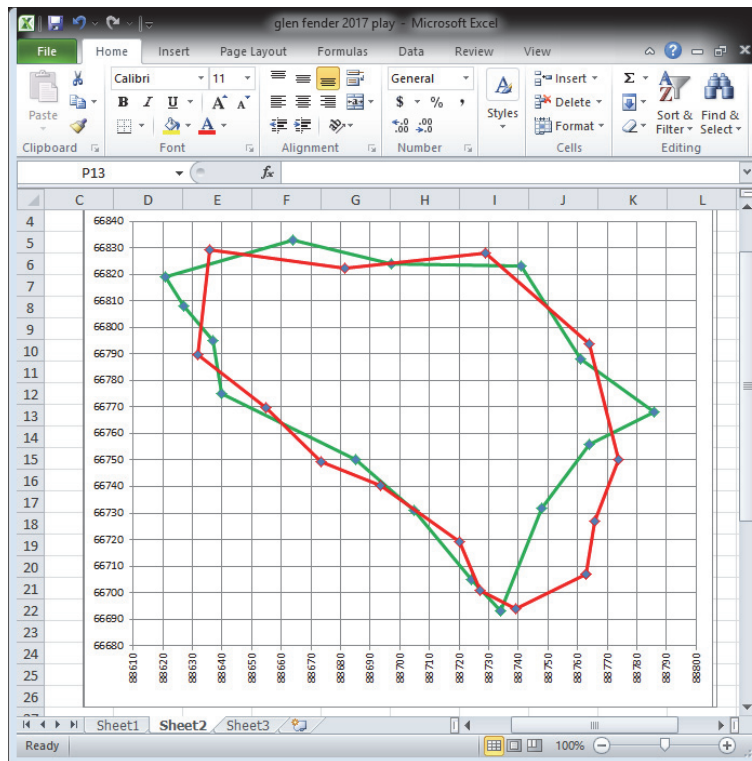 glen fender 2017 play - Microsoft Excel
File Home Insert Page Layout Formulas Data Review View
Calibri 11 General Insert Σ
Paste B I U A A $ % , Styles Delete Sort & Find &
A .00 .0 Format Filter Select
Clipboard Font Alignment Number Cells Editing
P13 fx
C D E F G H I J K L
4 66840
5 66830
6 66820
7
8 66810
9 66800
10 66790
11 66780
12
13 66770
14 66760
15 66750
16 66740
17 66730
18
19 66720
20 66710
21 66700
22 66690
23
24 66680
25 88610 88620 88630 88640 88650 88660 88670 88680 88690 88700 88710 88720 88730 88740 88750 88760 88770 88780 88790 88800
26
27
Sheet1 Sheet2 Sheet3
Ready 100%